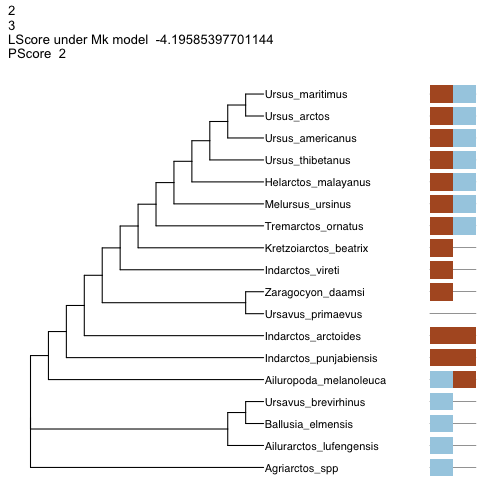 2
3
LScore under Mk model -4.19585397701144
PScore 2
Ursus_maritimus
Ursus_arctos
Ursus_americanus
Ursus_thibetanus
Helarctos_malayanus
Melursus_ursinus
Tremarctos_ornatus
Kretzoiarctos_beatrix
Indarctos_vireti
Zaragocyon_daamsi
Ursavus_primaevus
Indarctos_arctoides
Indarctos_punjabiensis
Ailuropoda_melanoleuca
Ursavus_brevirhinus
Ballusia_elmensis
Ailurarctos_lufengensis
Agriarctos_spp